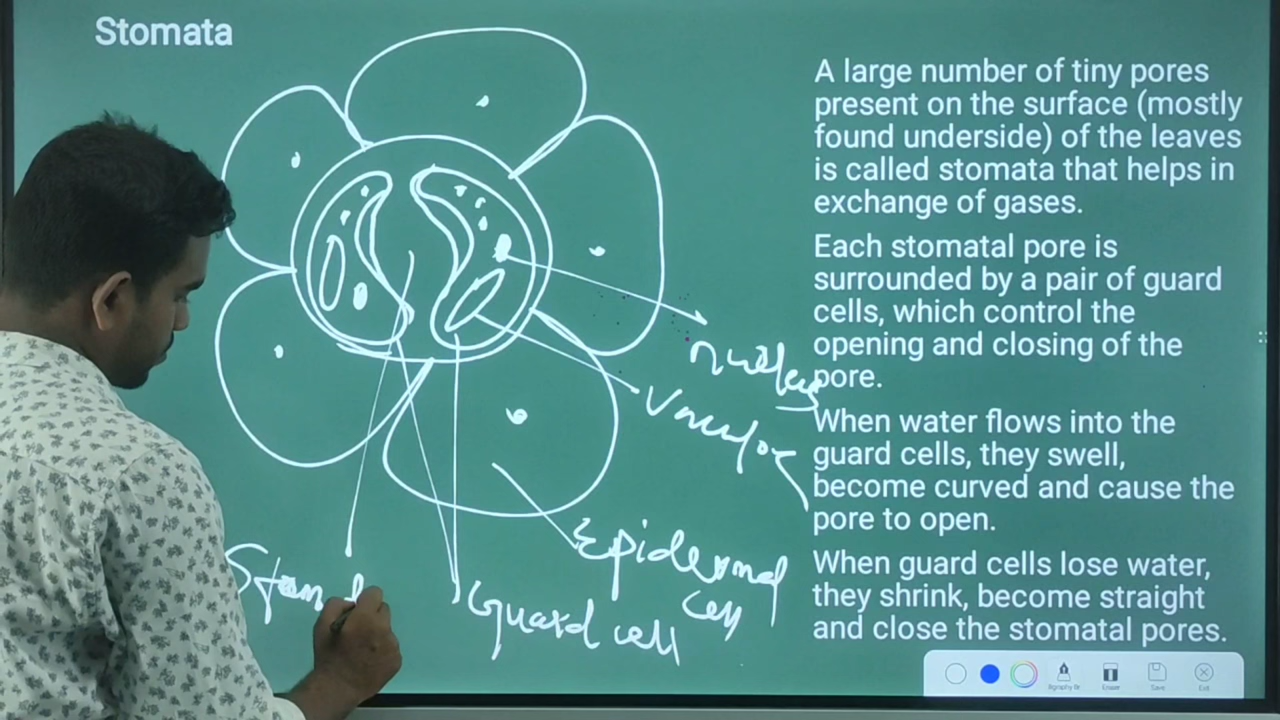 Stomata
A large number of tiny pores
present on the surface (mostly
found underside) of the leaves
is called stomata that helps in
exchange of gases.
Each stomatal pore is
surrounded by a pair of guard
cells, which control the
opening and closing of the
pore.
When water flows into the
guard cells, they swell,
become curved and cause the
pore to open.
When guard cells lose water,
they shrink, become straight
and close the stomatal pores.
Nucleus
Epidermal
cell
Guard cell
Erase
Save
Exit